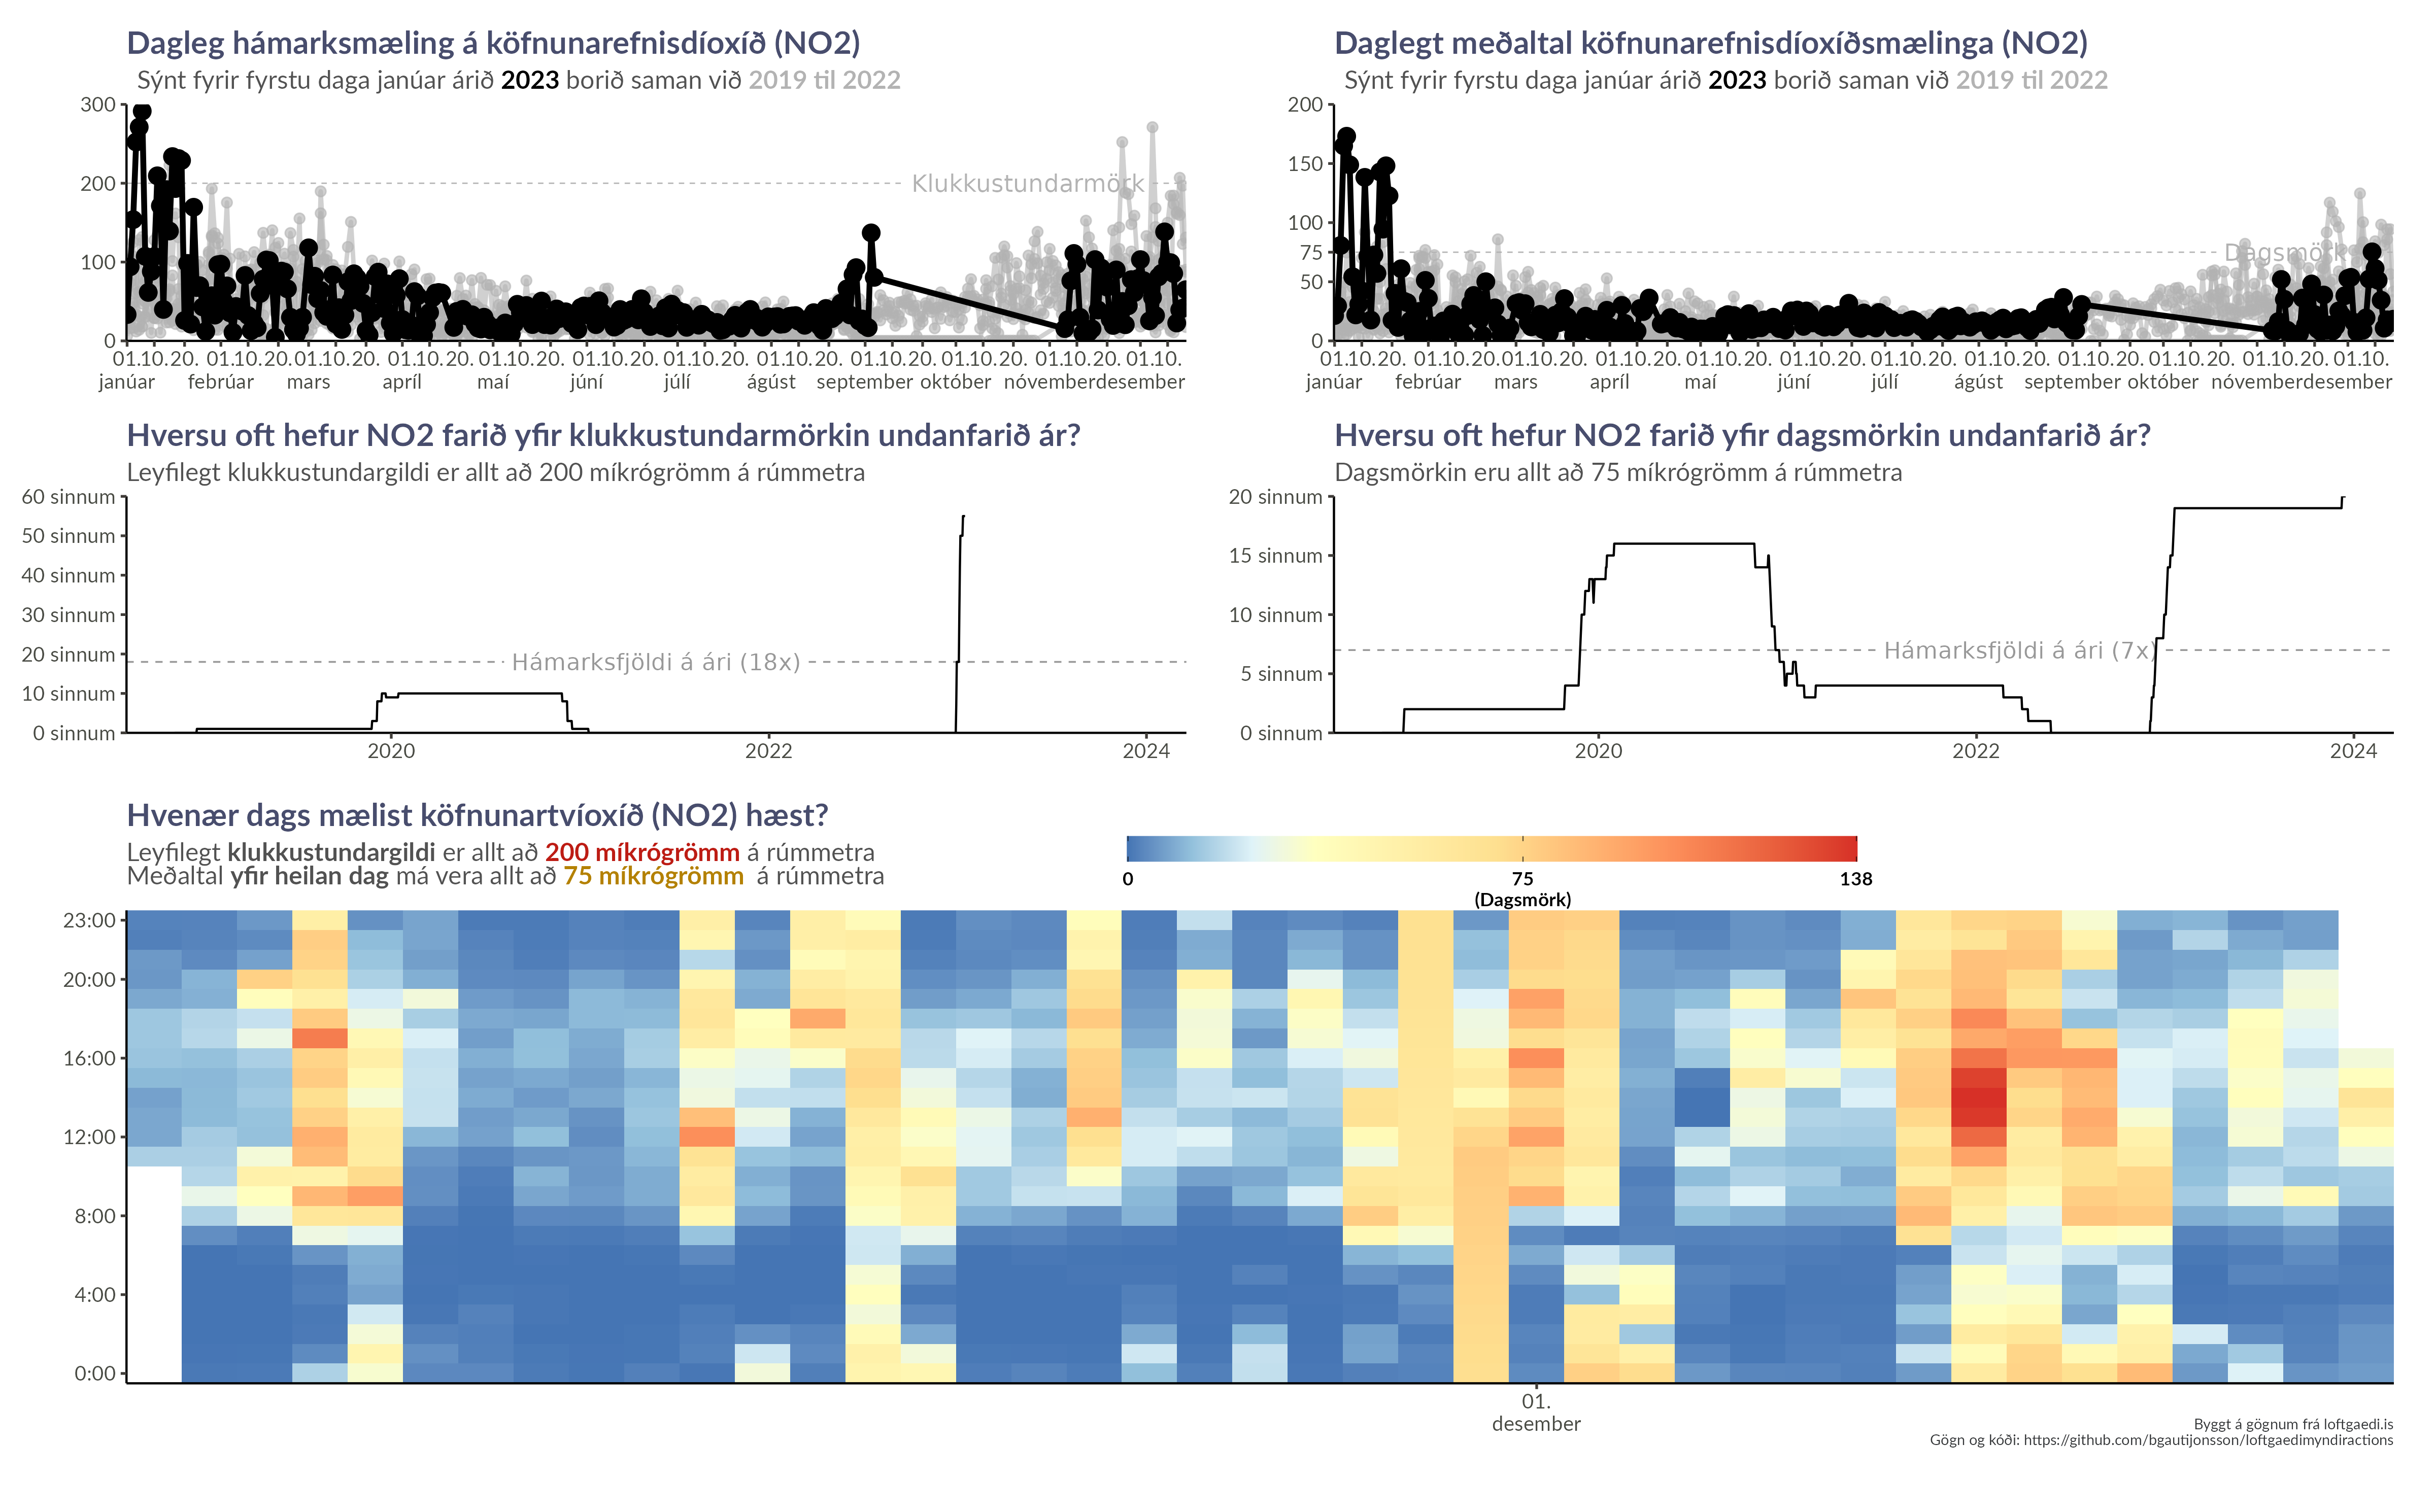 Dagleg hámarksmæling á köfnunarefnisdíoxíð (NO2)
Sýnt fyrir fyrstu daga janúar árið 2023 borið saman við 2019 til 2022
300
200
100
0
Klukkustundarmörk
01.10.20. 01.10.20. 01.10.20. 01.10.20. 01.10.20. 01.10.20. 01.10.20. 01.10.20. 01.10.20. 01.10.20. 01.10.20. 01.10.
janúar febrúar mars apríl maí júní júlí ágúst september október nóvember desember
Daglegt meðaltal köfnunarefnisdíoxíðsmælinga (NO2)
Sýnt fyrir fyrstu daga janúar árið 2023 borið saman við 2019 til 2022
200
150
100
75
50
0
Dagsmörk
01.10.20. 01.10.20. 01.10.20. 01.10.20. 01.10.20. 01.10.20. 01.10.20. 01.10.20. 01.10.20. 01.10.20. 01.10.20. 01.10.
janúar febrúar mars apríl maí júní júlí ágúst september október nóvember desember
Hversu oft hefur NO2 farið yfir klukkustundarmörkin undanfarið ár?
Leyfilegt klukkustundargildi er allt að 200 míkrógrömm á rúmmetra
60 sinnum
50 sinnum
40 sinnum
30 sinnum
20 sinnum
10 sinnum
0 sinnum
Hámarksfjöldi á ári (18x)
2020 2022 2024
Hversu oft hefur NO2 farið yfir dagsmörkin undanfarið ár?
Dagsmörkin eru allt að 75 míkrógrömm á rúmmetra
20 sinnum
15 sinnum
10 sinnum
5 sinnum
0 sinnum
Hámarksfjöldi á ári (7x)
2020 2022 2024
Hvenær dags mælist köfnunartvíoxíð (NO2) hæst?
Leyfilegt klukkustundargildi er allt að 200 míkrógrömm á rúmmetra
Meðaltal yfir heilan dag má vera allt að 75 míkrógrömm á rúmmetra
0 75 138
(Dagsmörk)
23:00
20:00
16:00
12:00
8:00
4:00
0:00
01.
desember
Byggt á gögnum frá loftgaedi.is
Gögn og kóði: https://github.com/bgautijonsson/loftgaedimyndiractions